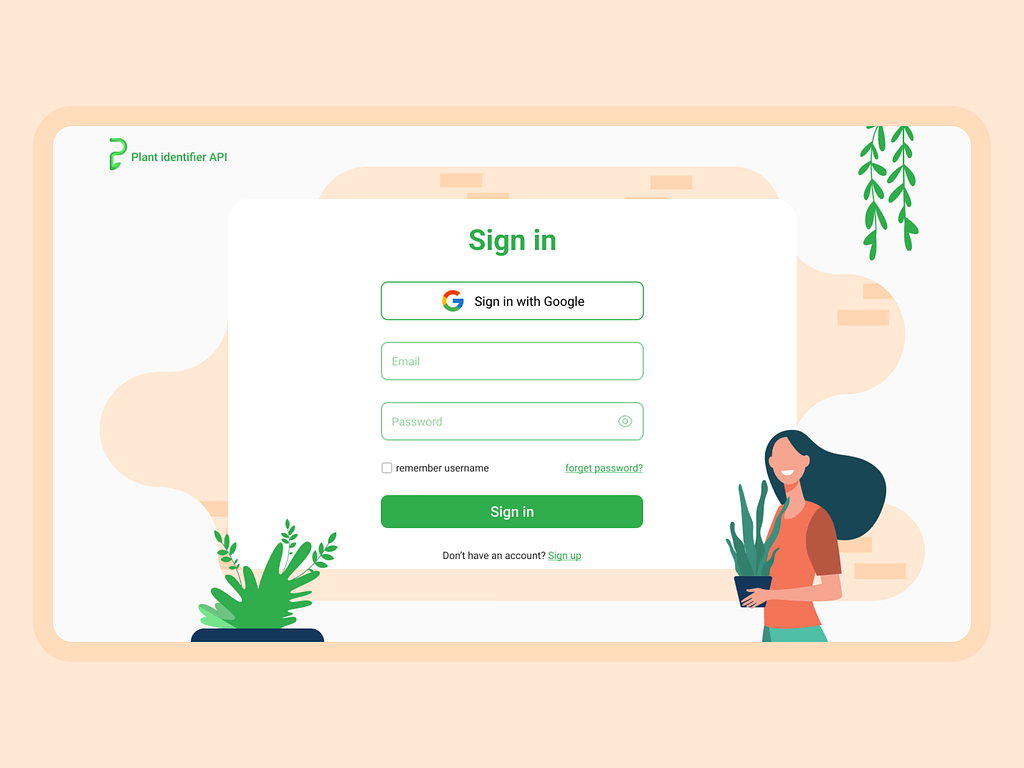 Plant identifier API
Sign in
Sign in with Google
Email
Password
remember username
forget password?
Sign in
Don't have an account? Sign up